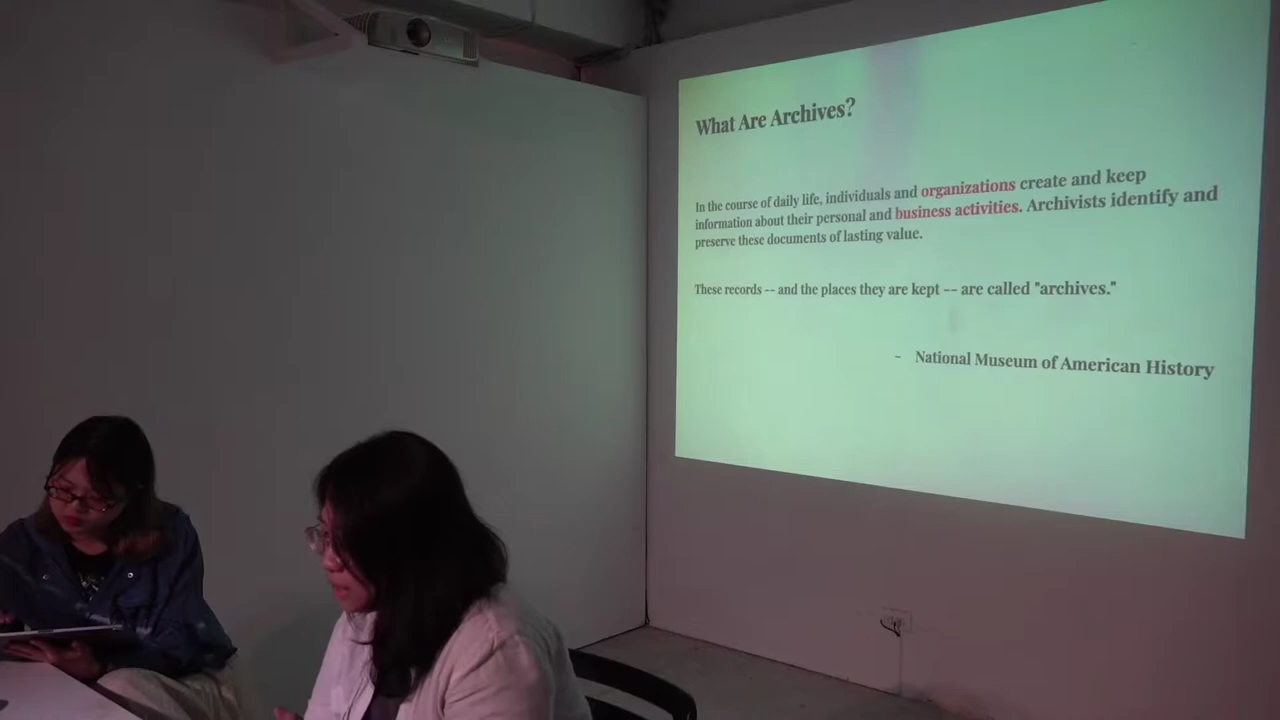 What Are Archives?
In the course of daily life, individuals and organizations create and keep
information about their personal and business activities. Archivists identify and
preserve these documents of lasting value.
These records -- and the places they are kept -- are called "archives."
- National Museum of American History